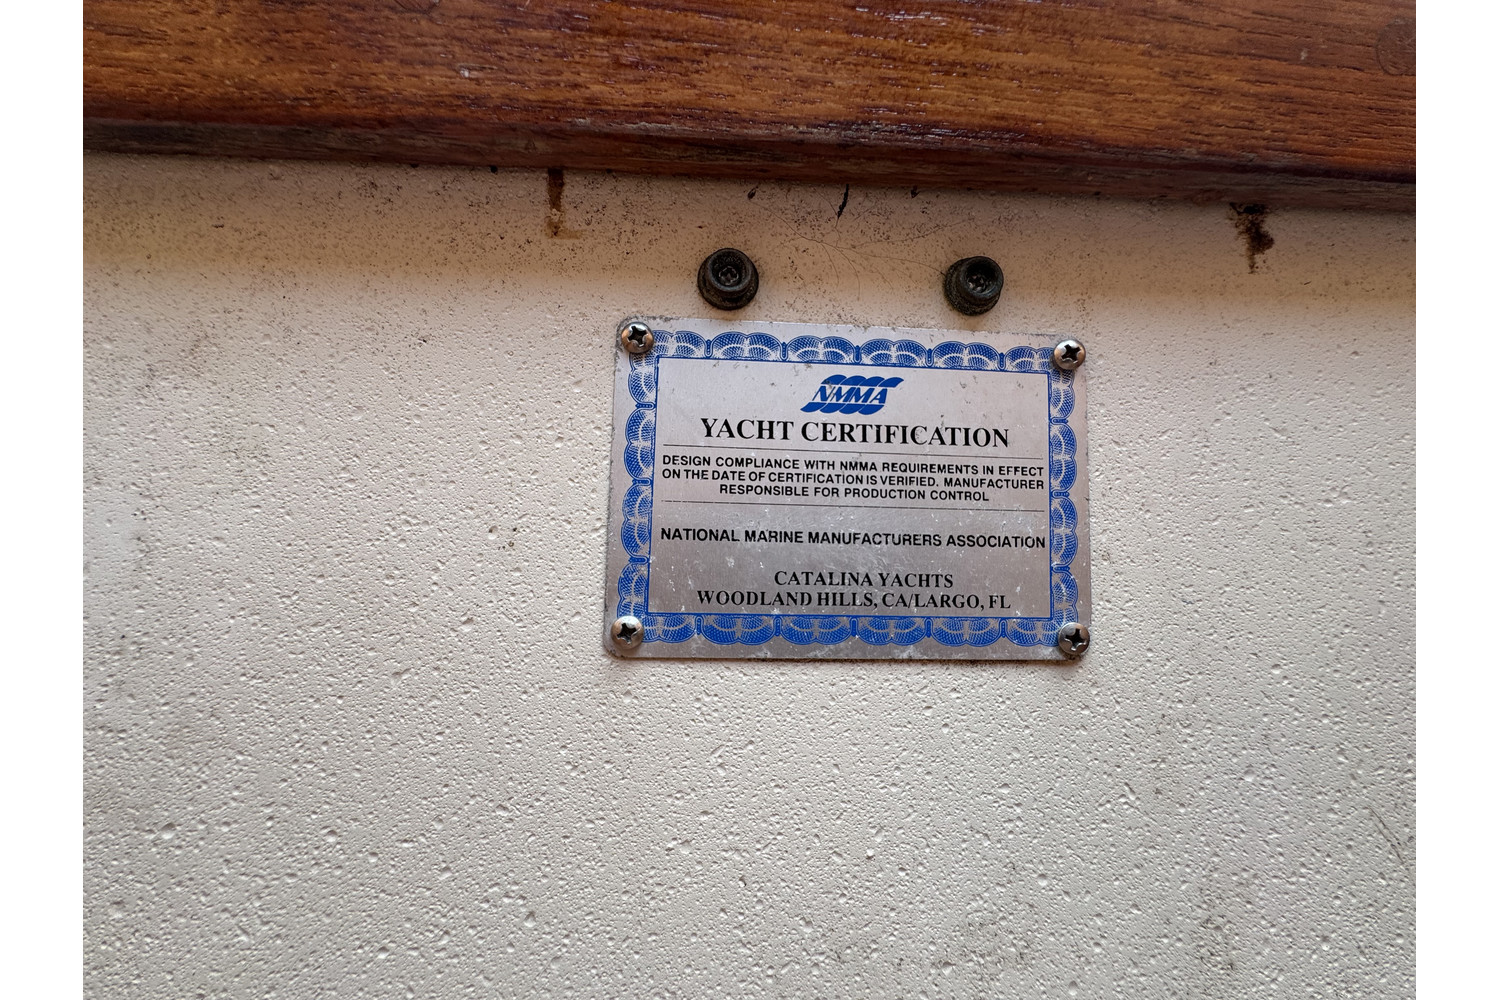 NMMA
YACHT CERTIFICATION
DESIGN COMPLIANCE WITH NMMA REQUIREMENTS IN EFFECT
ON THE DATE OF CERTIFICATION IS VERIFIED. MANUFACTURER
RESPONSIBLE FOR PRODUCTION CONTROL
NATIONAL MARINE MANUFACTURERS ASSOCIATION
CATALINA YACHTS
WOODLAND HILLS, CA/LARGO, FL